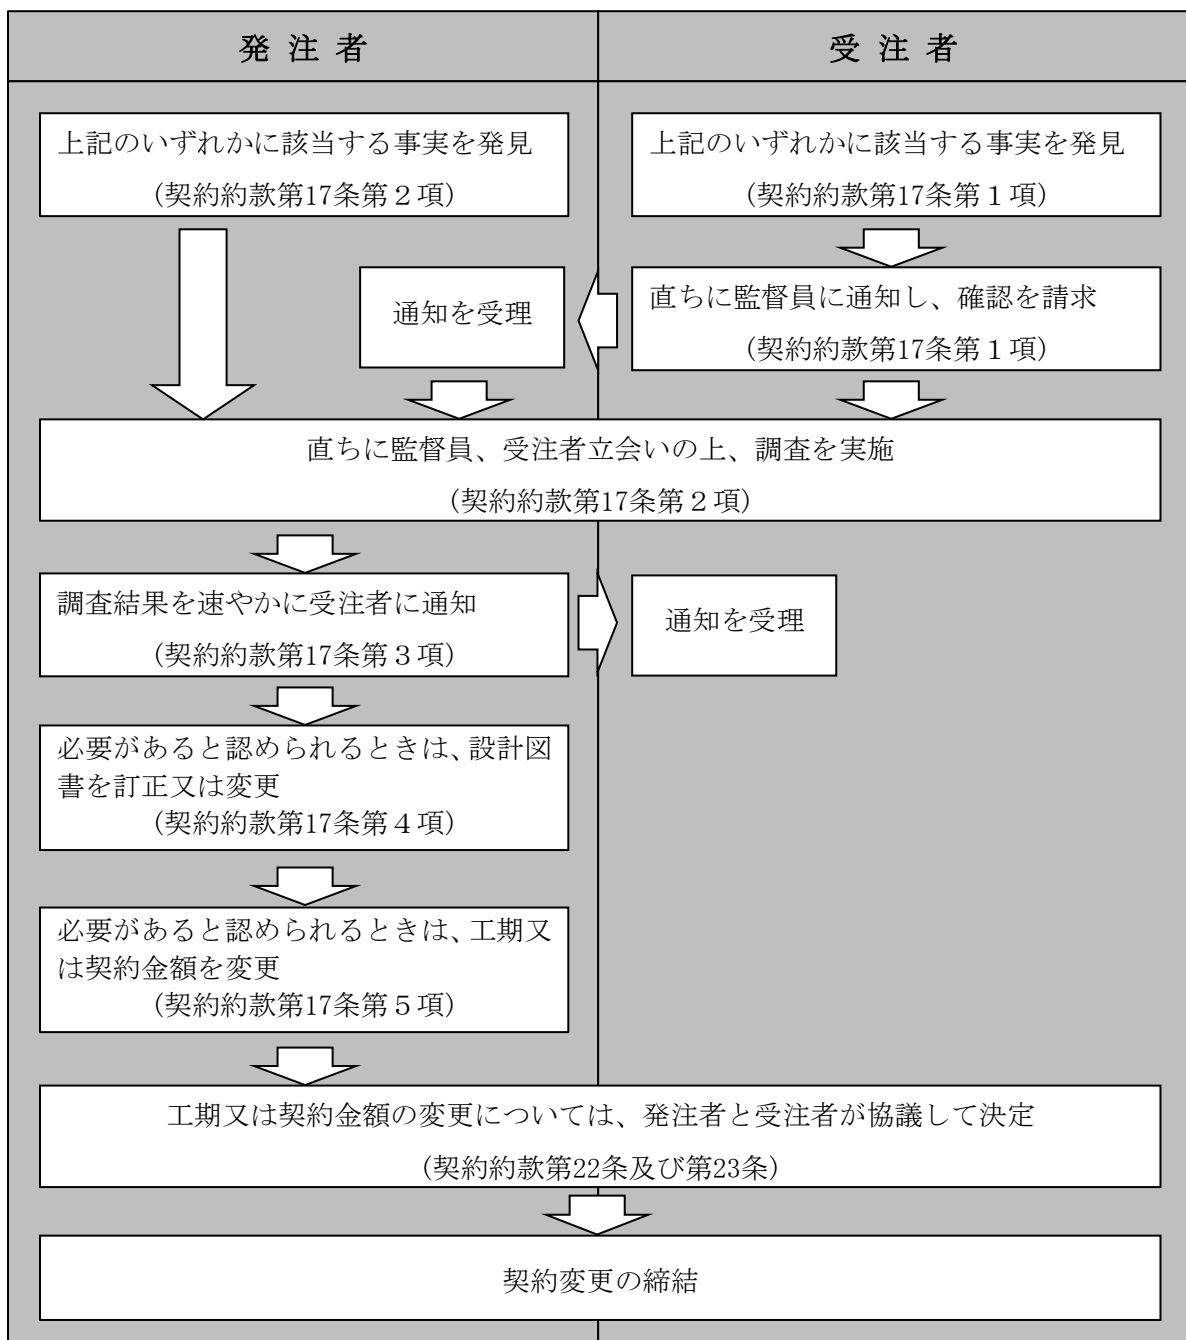 発 注 者
受 注 者
上記のいずれかに該当する事実を発見
(契約約款第17条第２項)
上記のいずれかに該当する事実を発見
(契約約款第17条第１項)
通知を受理
直ちに監督員に通知し、確認を請求
(契約約款第17条第１項)
直ちに監督員、受注者立会いの上、調査を実施
(契約約款第17条第２項)
調査結果を速やかに受注者に通知
(契約約款第17条第３項)
通知を受理
必要があると認められるときは、設計図
書を訂正又は変更
(契約約款第17条第４項)
必要があると認められるときは、工期又
は契約金額を変更
(契約約款第17条第５項)
工期又は契約金額の変更については、発注者と受注者が協議して決定
(契約約款第22条及び第23条)
契約変更の締結